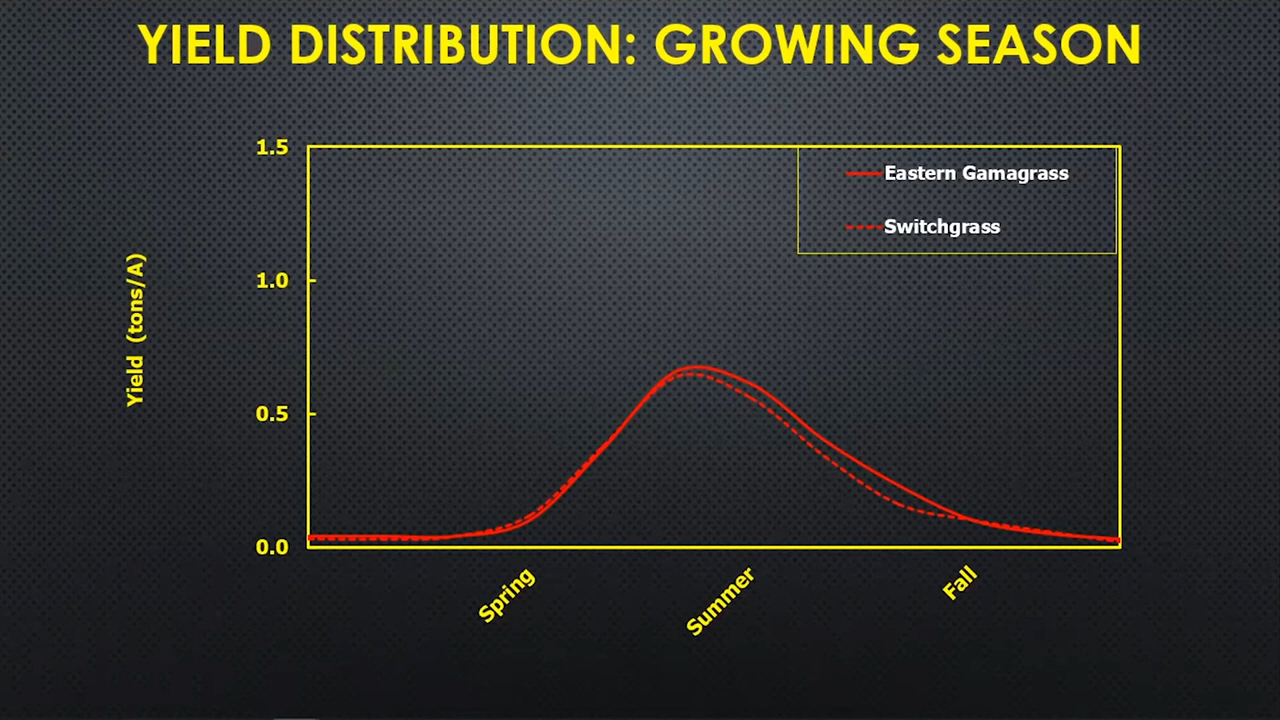 YIELD DISTRIBUTION: GROWING SEASON
1.5
Eastern Gamagrass
Switchgrass
1.0
Yield (tons/A)
0.5
0.0
Spring
Summer
Fall